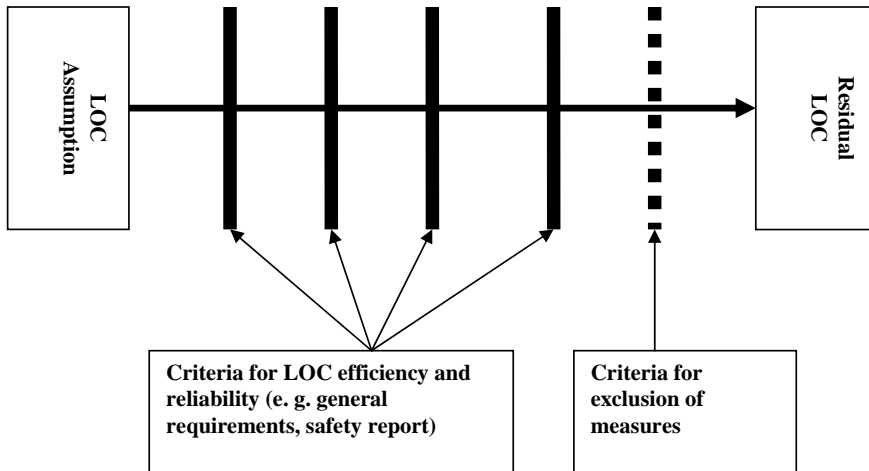 LOC
Assumption
Residual
LOC
Criteria for LOC efficiency and
reliability (e. g. general
requirements, safety report)
Criteria for
exclusion of
measures